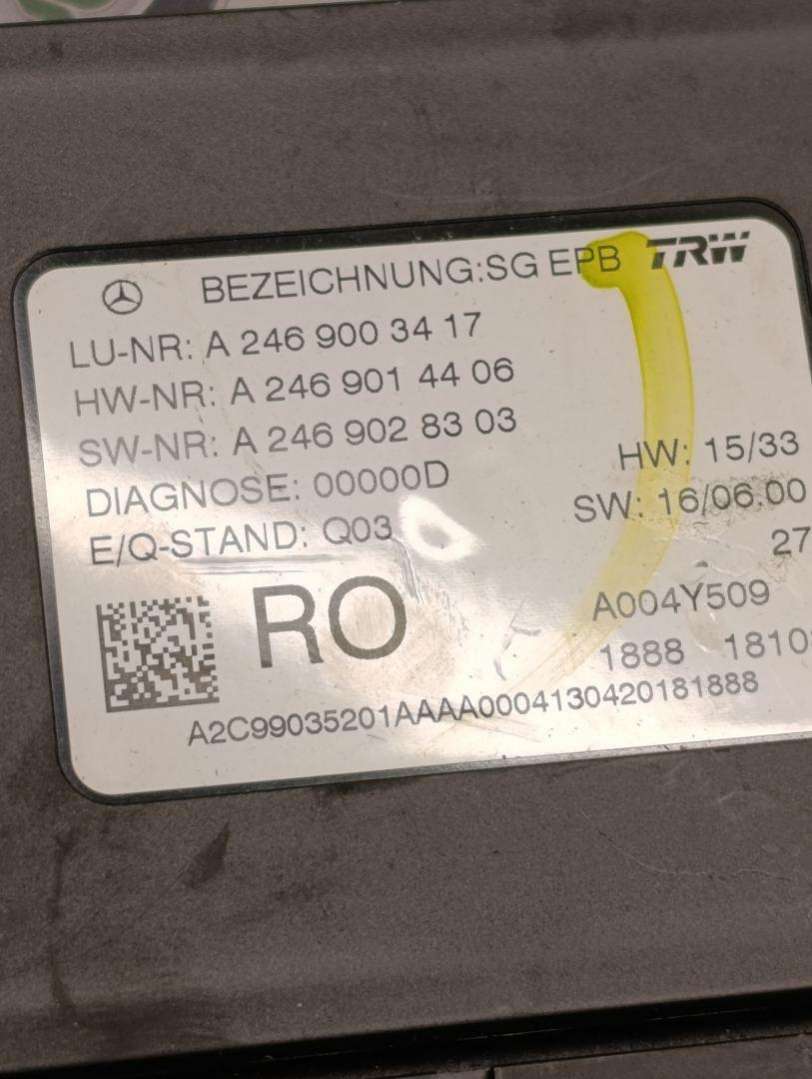 BEZEICHNUNG:SG EPB TRW
LU-NR: A 246 900 34 17
HW-NR: A 246 901 44 06
SW-NR: A 246 902 83 03
HW: 15/33
DIAGNOSE: 00000D
SW: 16/06.00
E/Q-STAND: Q03
27
RO
A004Y509
1888 1810
A2C99035201AAAA0004130420181888